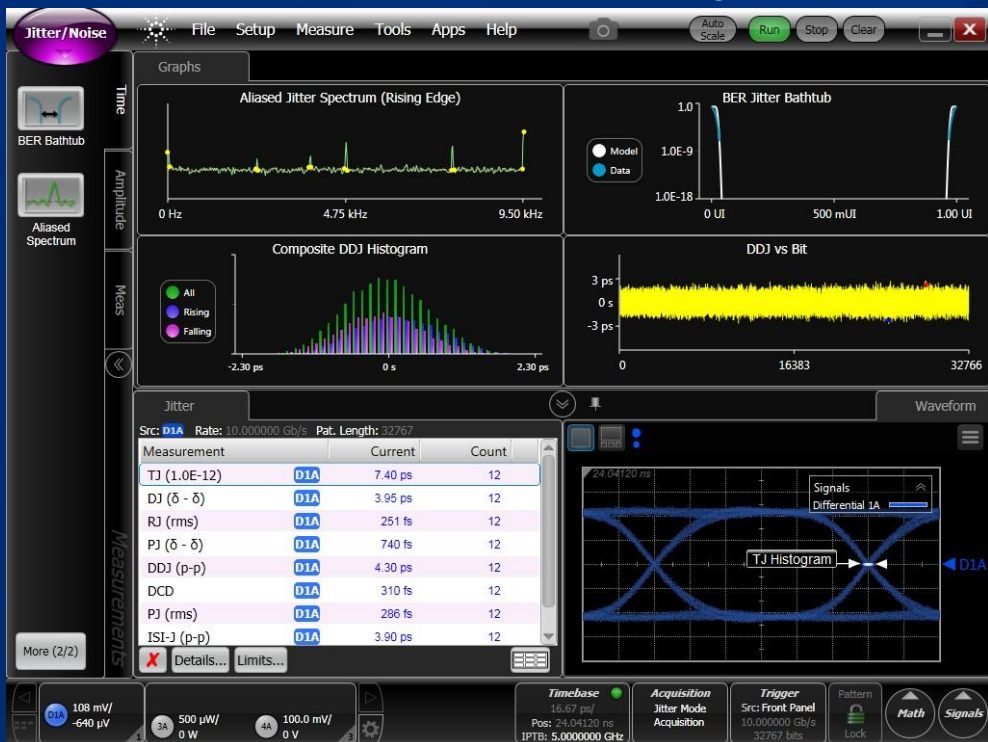 Jitter/Noise
File Setup Measure Tools Apps Help
Auto Scale
Run
Stop
Clear
X
Graphs
BER Bathtub
Aliased Spectrum
Time
Amplitude
Meas
Aliased Jitter Spectrum (Rising Edge)
0 Hz 4.75 kHz 9.50 kHz
BER Jitter Bathtub
1.0
1.0E-9
1.0E-18
Model
Data
0 UI 500 mUI 1.00 UI
Composite DDJ Histogram
All
Rising
Falling
-2.30 ps 0 s 2.30 ps
DDJ vs Bit
3 ps
0 s
-3 ps
0 16383 32766
Jitter
Src: D1A Rate: 10.000000 Gb/s Pat. Length: 32767
Measurement Current Count
TJ (1.0E-12) D1A 7.40 ps 12
DJ (δ - δ) D1A 3.95 ps 12
RJ (rms) D1A 251 fs 12
PJ (δ - δ) D1A 740 fs 12
DDJ (p-p) D1A 4.30 ps 12
DCD D1A 310 fs 12
PJ (rms) D1A 286 fs 12
ISI-J (p-p) D1A 3.90 ps 12
X Details... Limits...
Measurements
More (2/2)
Waveform
24.04120 ns
Signals
Differential 1A
TJ Histogram
D1A
D1A 108 mV/
-640 µV
1
3A 500 µW/
0 W
4A 100.0 mV/
0 V
3
Timebase
16.67 ps/
Pos: 24.04120 ns
IPTB: 5.0000000 GHz
Acquisition
Jitter Mode
Acquisition
Trigger
Src: Front Panel
10.000000 Gb/s
32767 bits
Pattern
Lock
Math
Signals